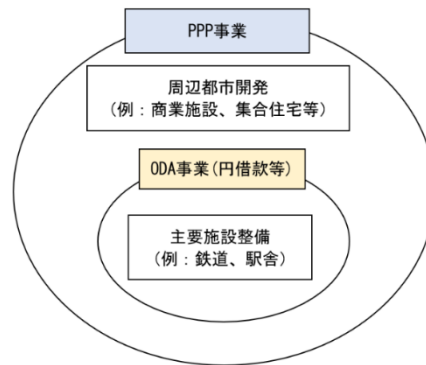 PPP事業
周辺都市開発
(例：商業施設、集合住宅等)
ODA事業(円借款等)
主要施設整備
(例：鉄道、駅舎)